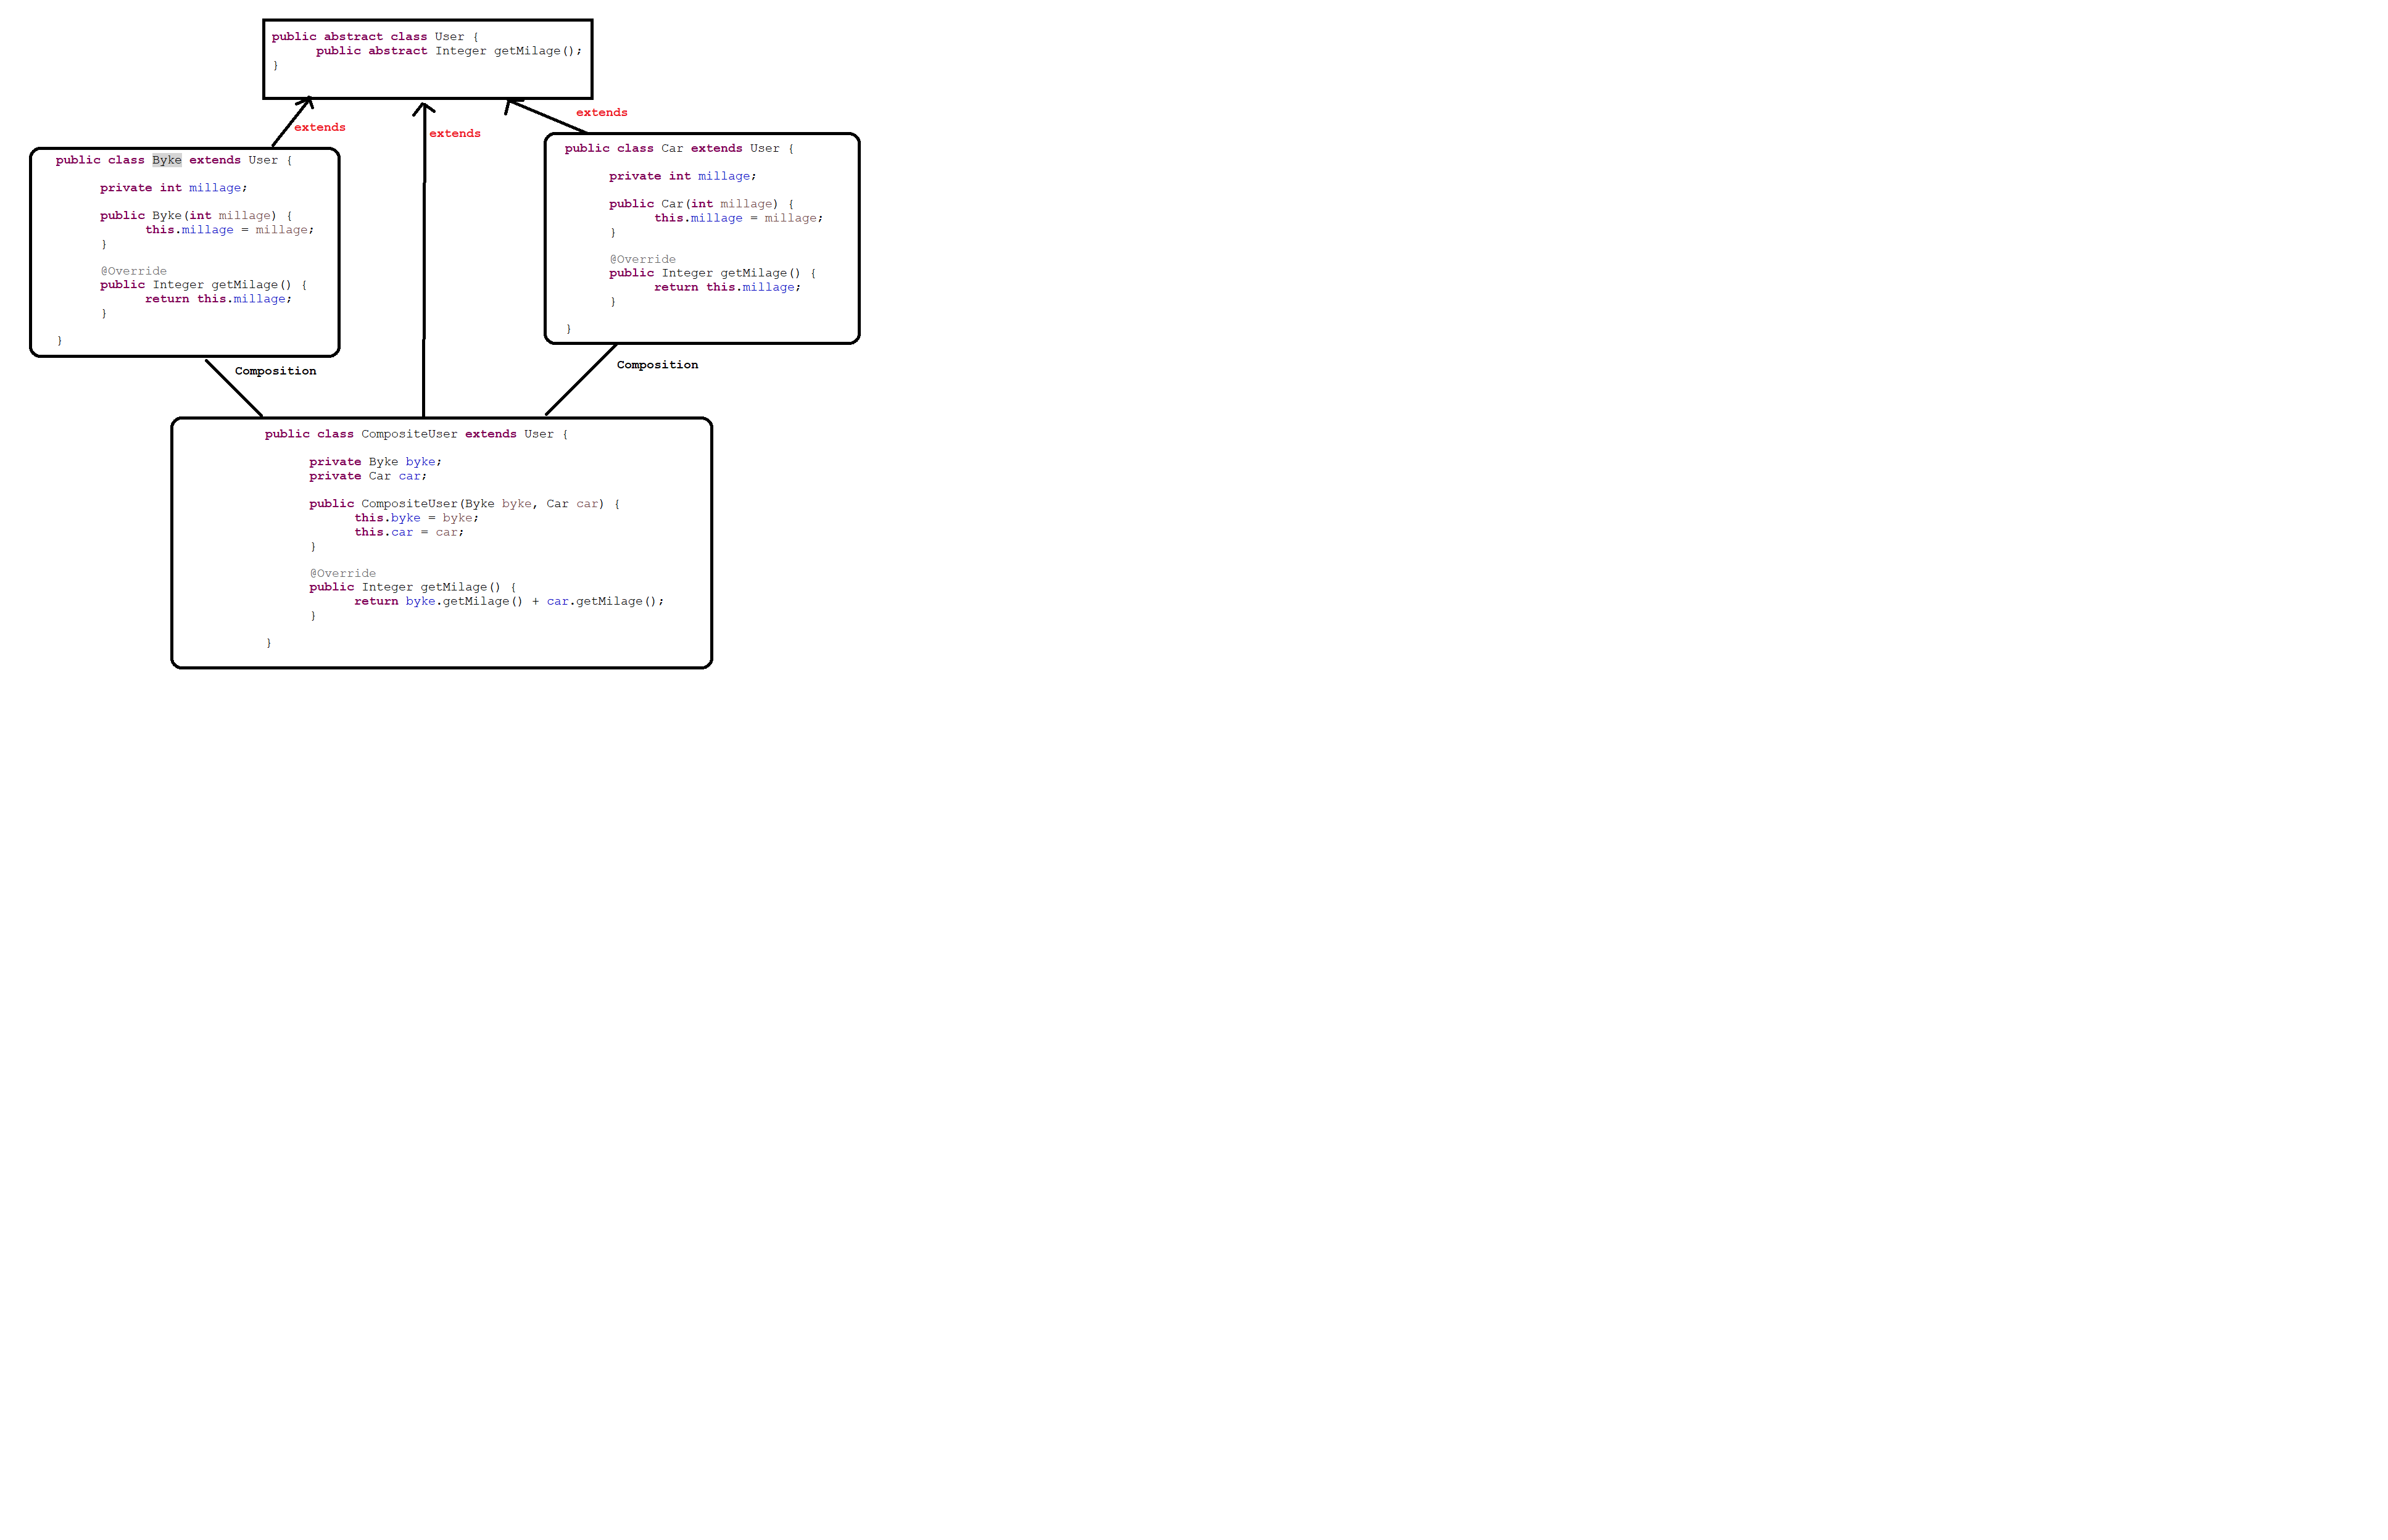 public abstract class User {
public abstract Integer getMilage();
}
extends
extends
extends
public class Byke extends User {
private int millage;
public Byke(int millage) {
this.millage = millage;
}
@Override
public Integer getMilage() {
return this.millage;
}
}
public class Car extends User {
private int millage;
public Car(int millage) {
this.millage = millage;
}
@Override
public Integer getMilage() {
return this.millage;
}
}
Composition
Composition
public class CompositeUser extends User {
private Byke byke;
private Car car;
public CompositeUser(Byke byke, Car car) {
this.byke = byke;
this.car = car;
}
@Override
public Integer getMilage() {
return byke.getMilage() + car.getMilage();
}
}